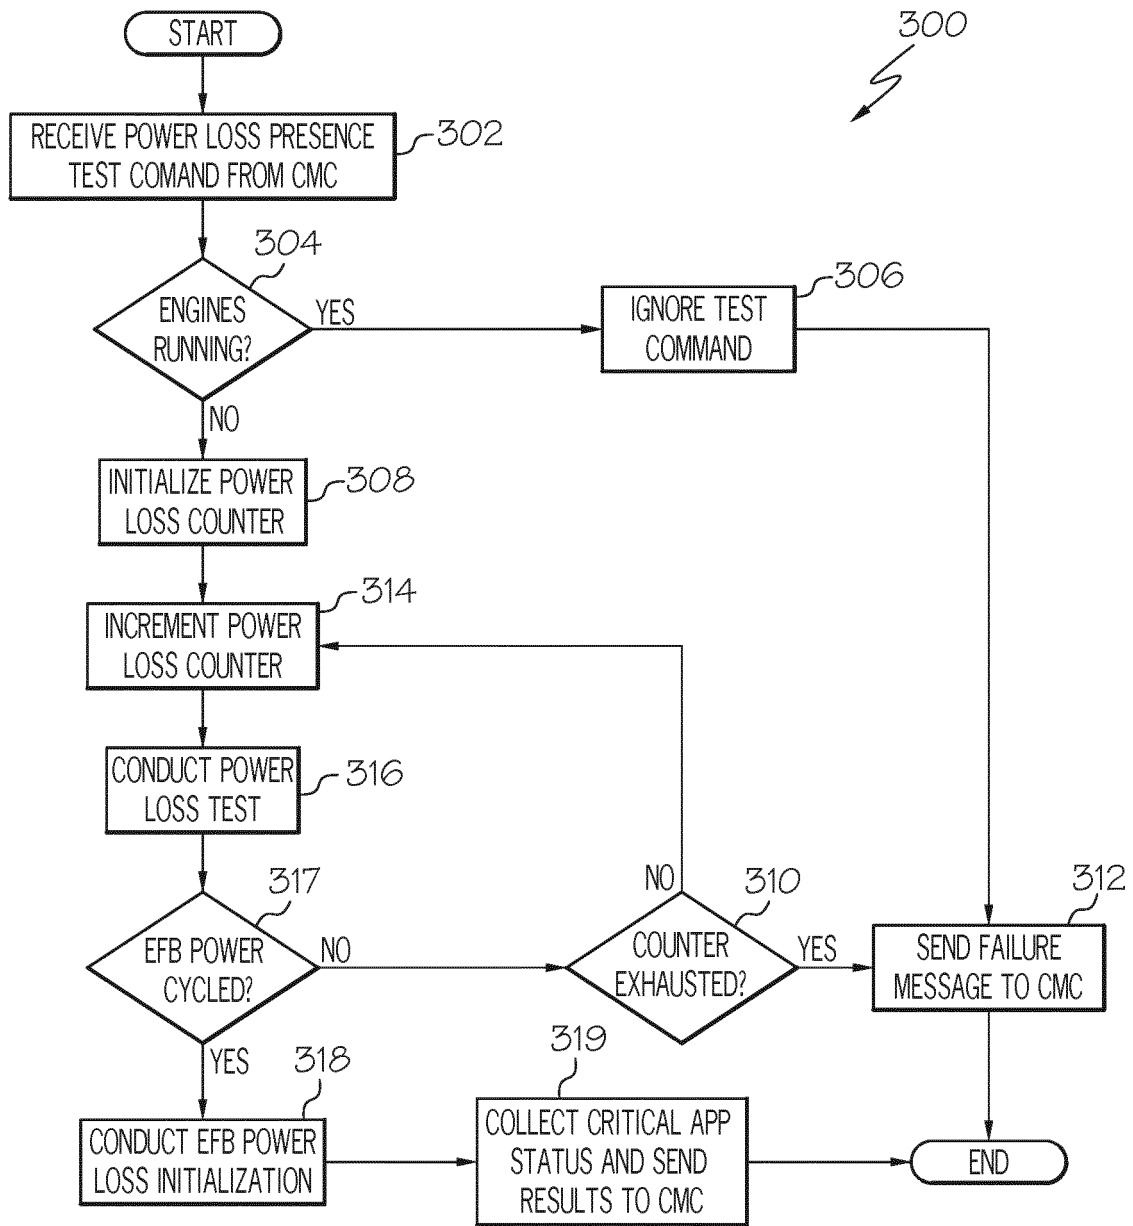 START
300
RECEIVE POWER LOSS PRESENCE
TEST COMAND FROM CMC
302
304
ENGINES
RUNNING?
YES
NO
IGNORE TEST
COMMAND
306
INITIALIZE POWER
LOSS COUNTER
308
INCREMENT POWER
LOSS COUNTER
314
CONDUCT POWER
LOSS TEST
316
317
EFB POWER
CYCLED?
NO
YES
310
NO
COUNTER
EXHAUSTED?
YES
312
SEND FAILURE
MESSAGE TO CMC
318
CONDUCT EFB POWER
LOSS INITIALIZATION
319
COLLECT CRITICAL APP
STATUS AND SEND
RESULTS TO CMC
END